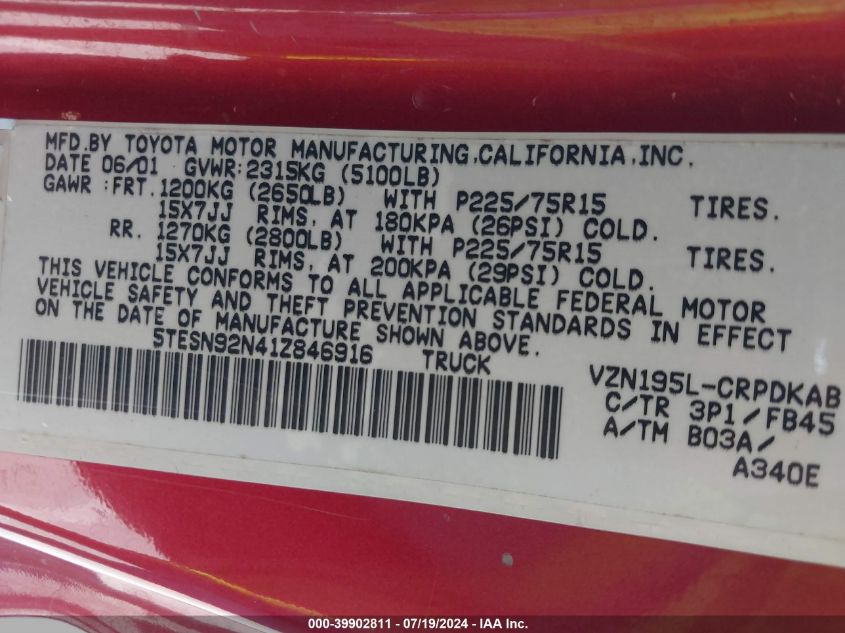 MFD.BY TOYOTA MOTOR MANUFACTURING,CALIFORNIA,INC.
DATE 06/01 GVWR:2315KG (5100LB)
GAWR :FRT. 1200KG (2650LB) WITH P225/75R15 TIRES.
15X7JJ RIMS, AT 180KPA (26PSI) COLD.
RR. 1270KG (2800LB) WITH P225/75R15 TIRES.
15X7JJ RIMS, AT 200KPA (29PSI) COLD.
THIS VEHICLE CONFORMS TO ALL APPLICABLE FEDERAL MOTOR
VEHICLE SAFETY AND THEFT PREVENTION STANDARDS IN EFFECT
ON THE DATE OF MANUFACTURE SHOWN ABOVE.
5TESN92N41Z846916 TRUCK
VZN195L-CRPDKAB
C/TR 3P1/FB45
A/TM B03A/
A340E
000-39902811 - 07/19/2024 - IAA Inc.